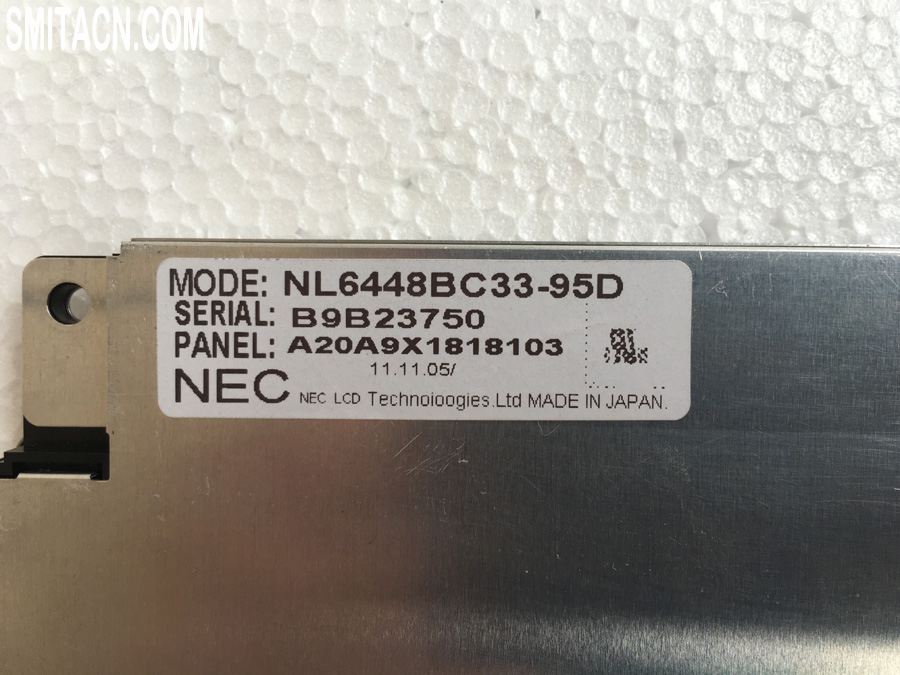 SMITACN.COM
MODE: NL6448BC33-95D
SERIAL: B9B23750
PANEL: A20A9X1818103
11.11.05/
NEC NEC LCD Technoioogies.Ltd MADE IN JAPAN.